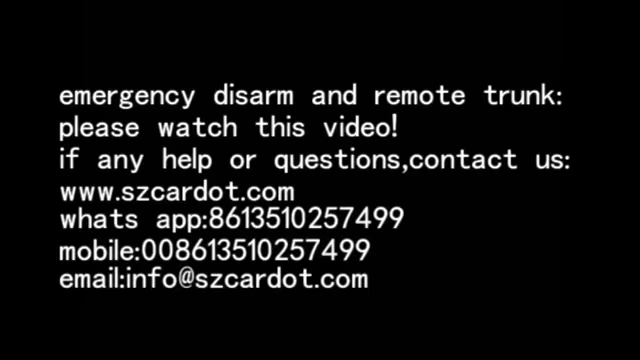 emergency disarm and remote trunk:
please watch this video!
if any help or questions,contact us:
www.szcardot.com
whats app:8613510257499
mobile:008613510257499
email:info@szcardot.com